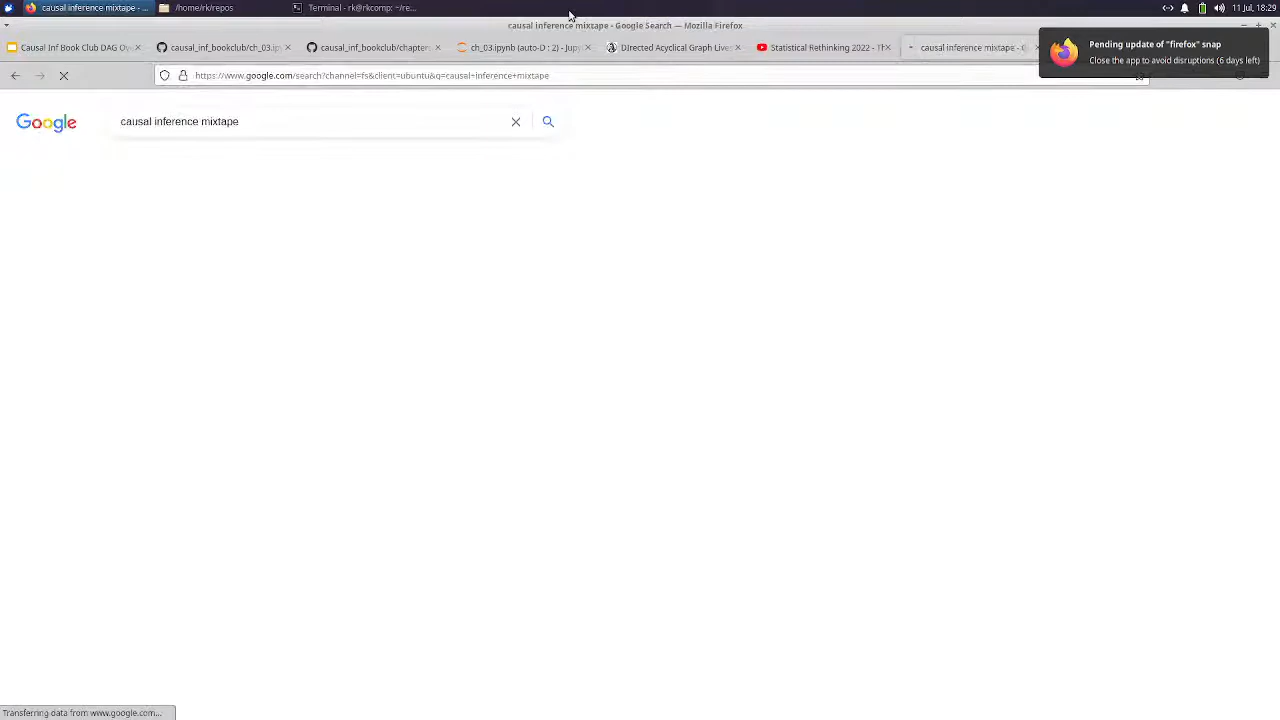 causal inference mixtape - ...
/home/rk/repos
Terminal - rk@rkcomp: ~/re...
11 Jul, 18:29
causal inference mixtape - Google Search — Mozilla Firefox
Causal Inf Book Club DAG Ov
causal_inf_bookclub/ch_03.ip
causal_inf_bookclub/chapter
ch_03.ipynb (auto-D : 2) - Jup
Directed Acyclical Graph Live
Statistical Rethinking 2022 - Th
causal inference mixtape - G
Pending update of "firefox" snap
Close the app to avoid disruptions (6 days left)
https://www.google.com/search?channel=fs&client=ubuntu&q=causal+inference+mixtape
Google
causal inference mixtape
Transferring data from www.google.com...